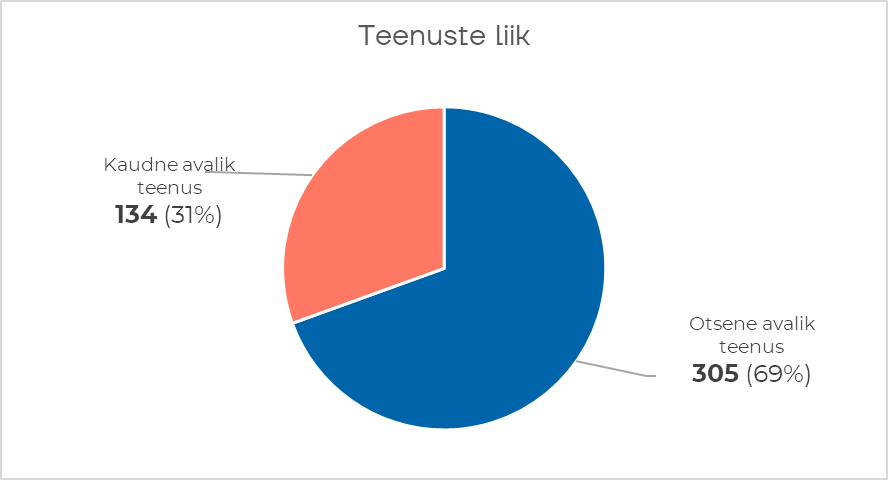 Teenuste liik
Kaudne avalik
teenus
134 (31%)
Otsene avalik
teenus
305 (69%)